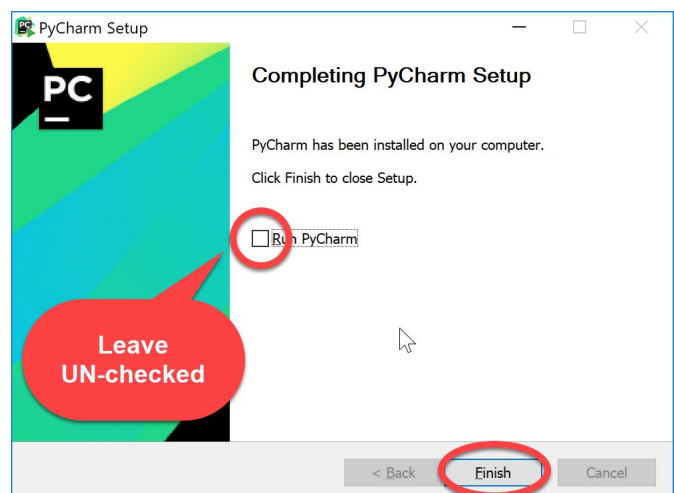 PyCharm Setup
PC
Completing PyCharm Setup
PyCharm has been installed on your computer.
Click Finish to close Setup.
Run PyCharm
Leave
UN-checked
< Back
Finish
Cancel